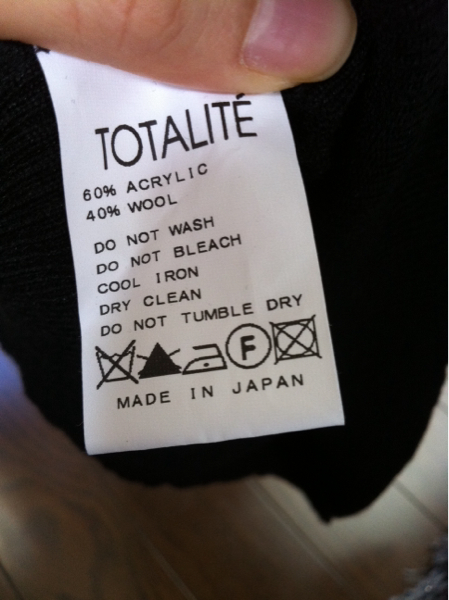 TOTALITÉ
60% ACRYLIC
40% WOOL
DO NOT WASH
DO NOT BLEACH
COOL IRON
DRY CLEAN
DO NOT TUMBLE DRY
F
MADE IN JAPAN